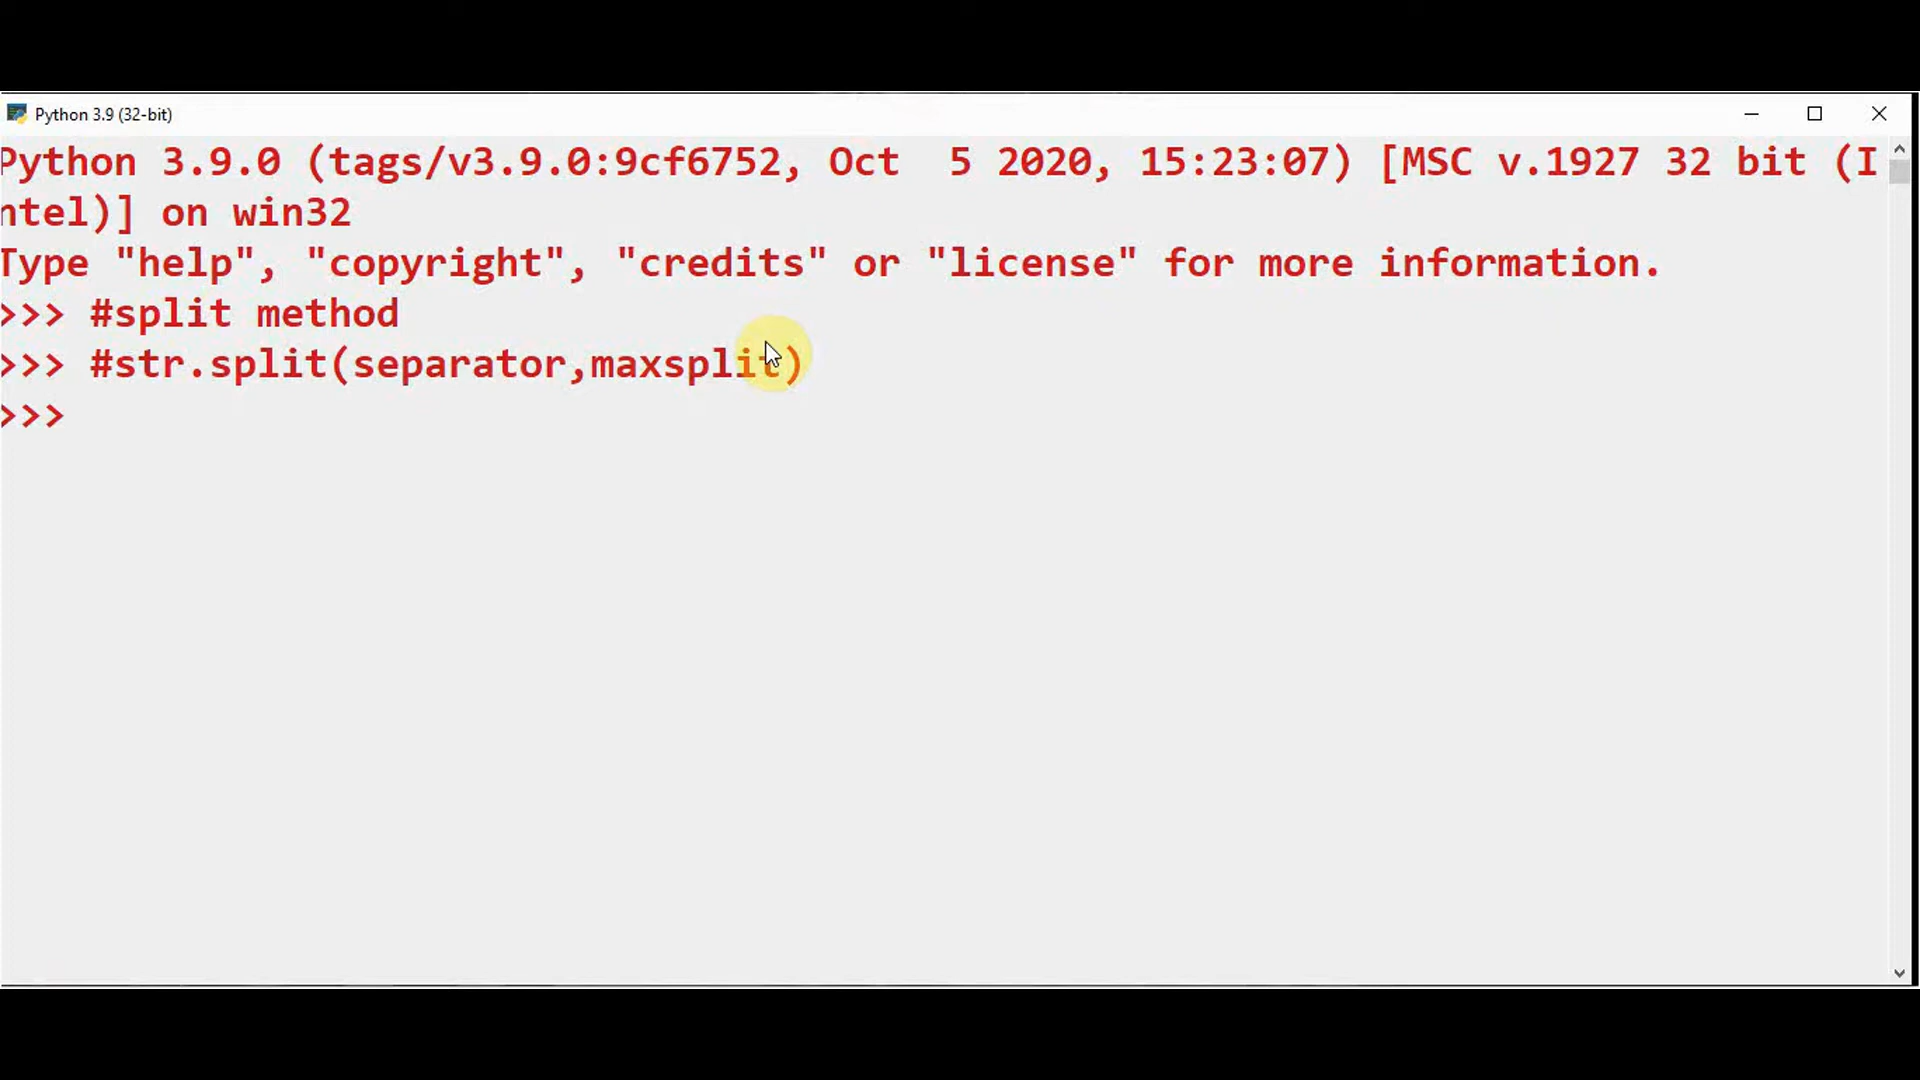 Python 3.9 (32-bit)
Python 3.9.0 (tags/v3.9.0:9cf6752, Oct  5 2020, 15:23:07) [MSC v.1927 32 bit (I
ntel)] on win32
Type "help", "copyright", "credits" or "license" for more information.
>>> #split method
>>> #str.split(separator,maxsplit)
>>>